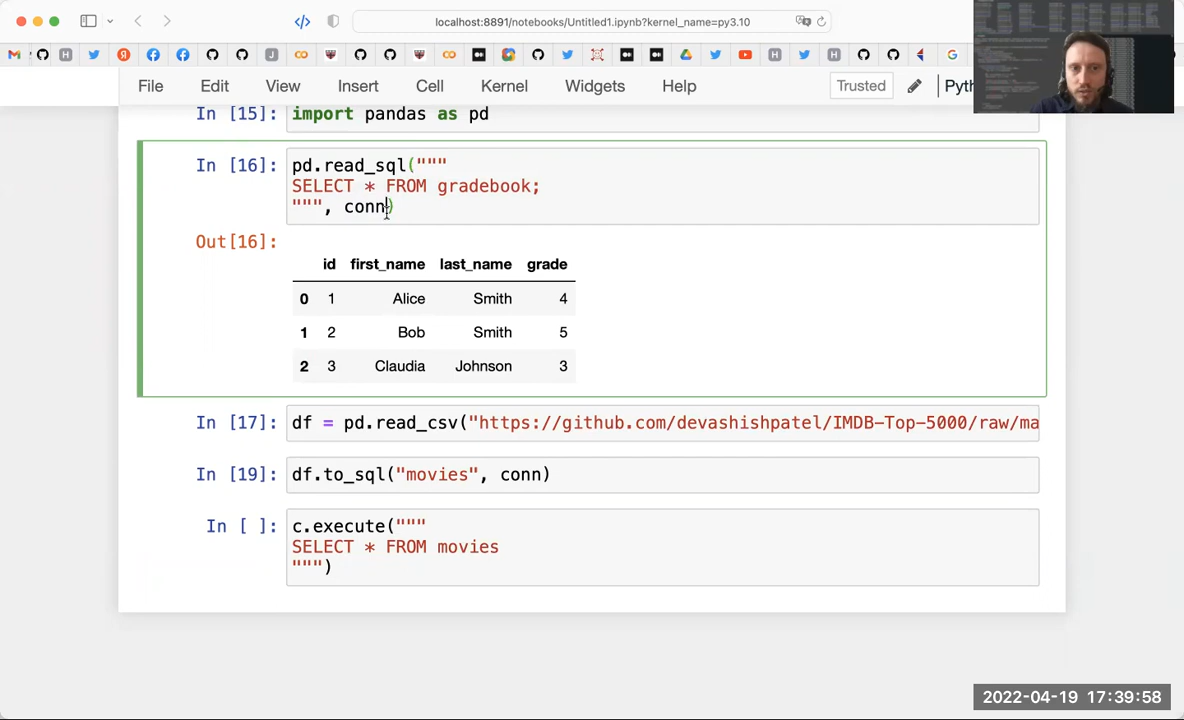 localhost:8891/notebooks/Untitled1.ipynb?kernel_name=py3.10
File Edit View Insert Cell Kernel Widgets Help Trusted
In [15]: import pandas as pd
In [16]: pd.read_sql("""
SELECT * FROM gradebook;
""", conn)
Out[16]:
id first_name last_name grade
0 1 Alice Smith 4
1 2 Bob Smith 5
2 3 Claudia Johnson 3
In [17]: df = pd.read_csv("https://github.com/devashishpatel/IMDB-Top-5000/raw/ma
In [19]: df.to_sql("movies", conn)
In [ ]: c.execute("""
SELECT * FROM movies
""")
2022-04-19 17:39:58